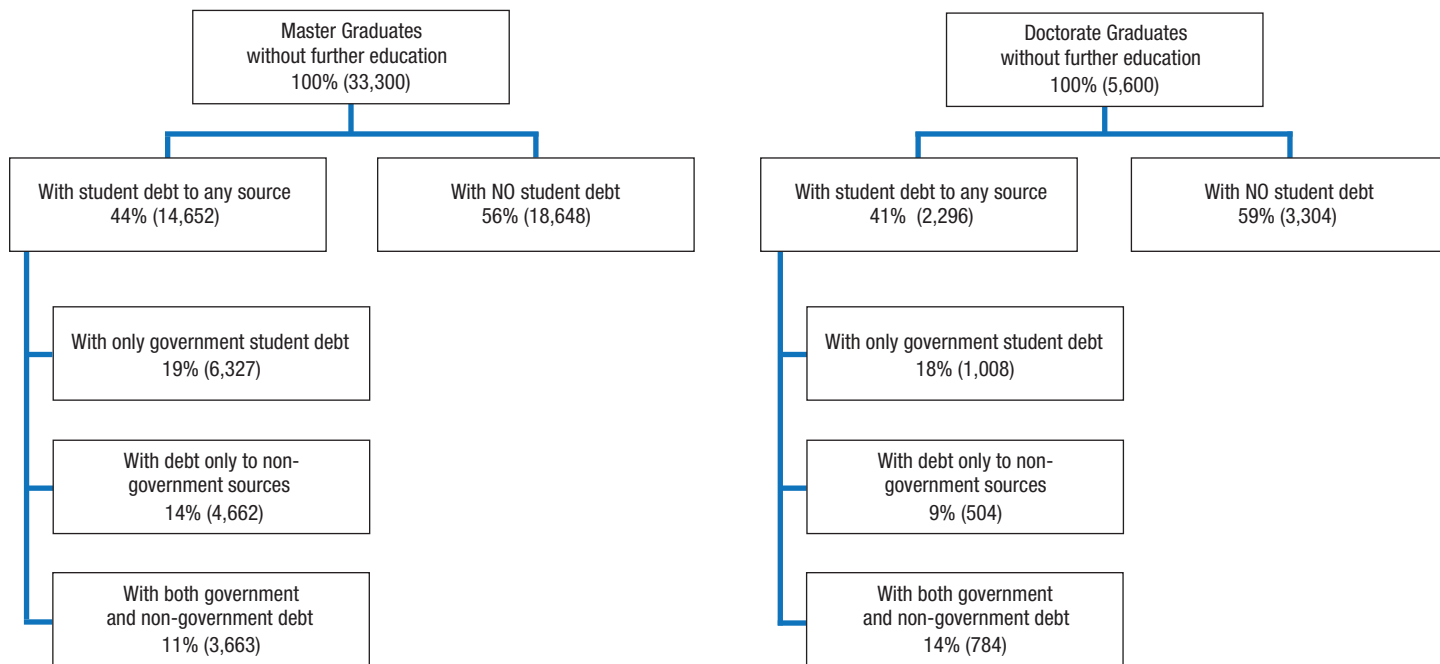 Master Graduates
without further education
100% (33,300)
With student debt to any source
44% (14,652)
With NO student debt
56% (18,648)
With only government student debt
19% (6,327)
With debt only to non-
government sources
14% (4,662)
With both government
and non-government debt
11% (3,663)
Doctorate Graduates
without further education
100% (5,600)
With student debt to any source
41% (2,296)
With NO student debt
59% (3,304)
With only government student debt
18% (1,008)
With debt only to non-
government sources
9% (504)
With both government
and non-government debt
14% (784)